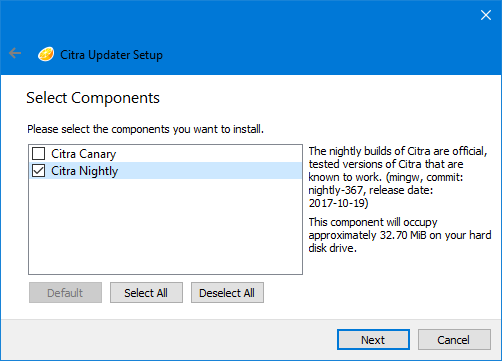 Citra Updater Setup
Select Components
Please select the components you want to install.
Citra Canary
Citra Nightly
The nightly builds of Citra are official,
tested versions of Citra that are
known to work. (mingw, commit:
nightly-367, release date:
2017-10-19)
This component will occupy
approximately 32.70 MiB on your hard
disk drive.
Default
Select All
Deselect All
Next
Cancel